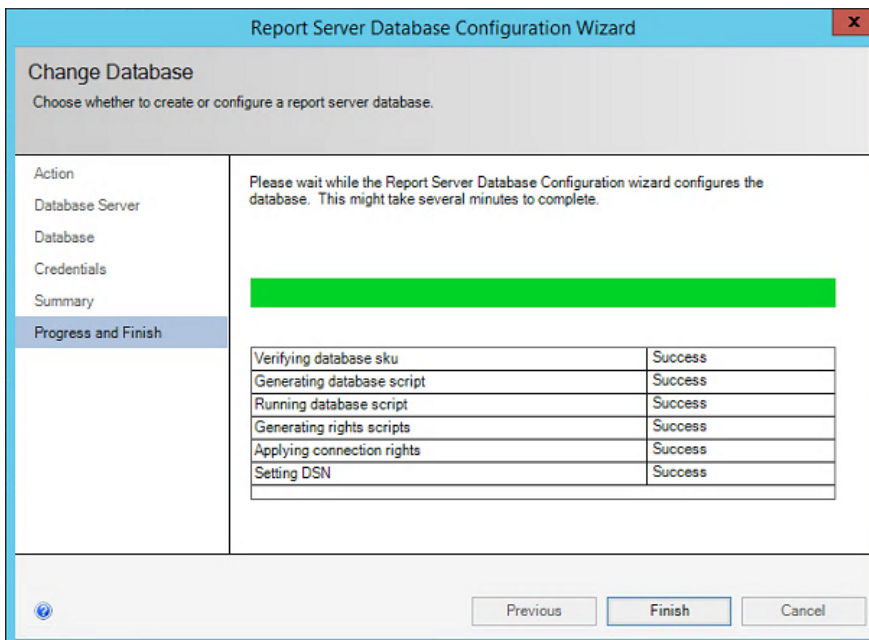 Report Server Database Configuration Wizard
x
Change Database
Choose whether to create or configure a report server database.
Action
Database Server
Database
Credentials
Summary
Progress and Finish
Please wait while the Report Server Database Configuration wizard configures the
database. This might take several minutes to complete.
Verifying database sku Success
Generating database script Success
Running database script Success
Generating rights scripts Success
Applying connection rights Success
Setting DSN Success
? Previous Finish Cancel